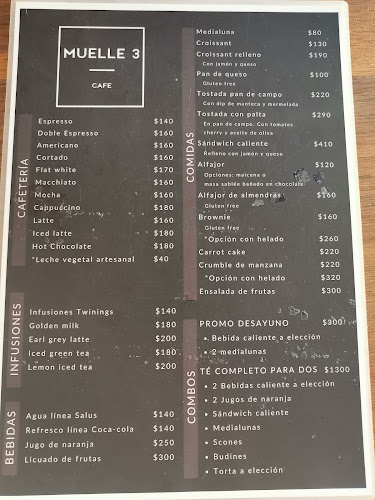 MUELLE 3
CAFE
CAFETERÍA
Espresso $140
Doble Espresso $160
Americano $160
Cortado $160
Flat white $170
Macchiato $160
Mocha $160
Cappuccino $180
Latte $160
Iced latte $180
Hot Chocolate $180
*Leche vegetal artesanal $40
INFUSIONES
Infusiones Twinings $140
Golden milk $180
Earl grey latte $200
Iced green tea $180
Lemon iced tea $200
BEBIDAS
Agua línea Salus $140
Refresco línea Coca-cola $140
Jugo de naranja $250
Licuado de frutas $300
COMIDAS
Medialuna $80
Croissant $130
Croissant relleno $190
Con jamón y queso
Pan de queso $100
Gluten free
Tostada pan de campo $220
Con dip de manteca y mermelada
Tostada con palta $290
En pan de campo. Con tomates
cherry y aceite de oliva
Sándwich caliente $410
Relleno con jamón y queso
Alfajor $120
Opciones: maicena o
masa sablée bañado en chocolate
Alfajor de almendras $160
Gluten free
Brownie $160
Gluten free
*Opción con helado $260
Carrot cake $220
Crumble de manzana $220
*Opción con helado $320
Ensalada de frutas $300
COMBOS
PROMO DESAYUNO $300
• Bebida caliente a elección
• 2 medialunas
TÉ COMPLETO PARA DOS $1300
• 2 Bebidas caliente a elección
• 2 Jugos de naranja
• Sándwich caliente
• Medialunas
• Scones
• Budines
• Torta a elección